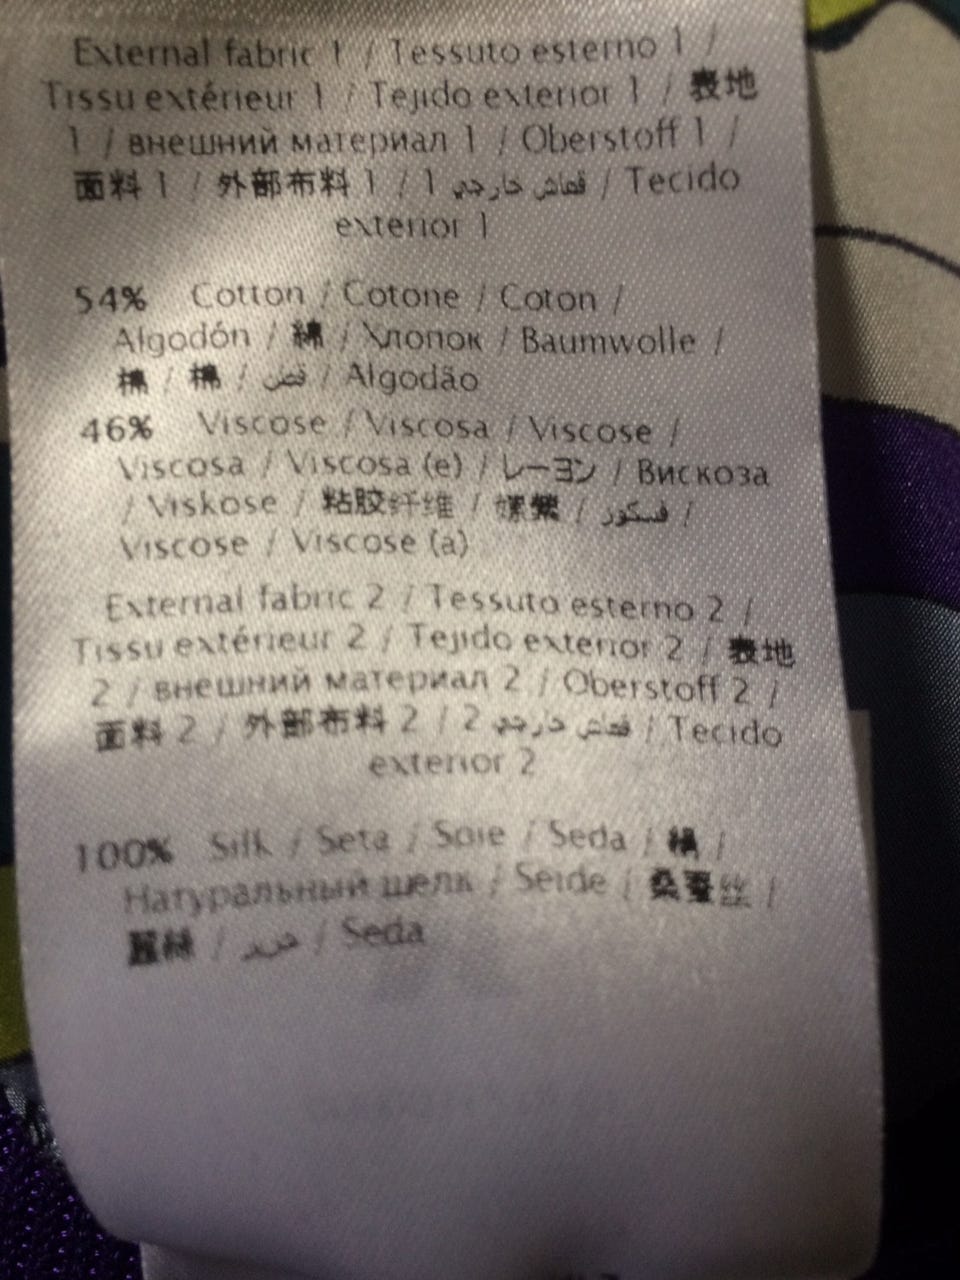 External fabric 1 / Tessuto esterno 1 /
Tissu extérieur 1 / Tejido exterior 1 / 表地
1 / внешний материал 1 / Oberstoff 1 /
面料 1 / 外部布料 1 / 1 قماش خارجي / Tecido
exterior 1
54% Cotton / Cotone / Coton /
Algodón / 綿 / Хлопок / Baumwolle /
棉 / 棉 / قطن / Algodão
46% Viscose / Viscosa / Viscose /
Viscosa / Viscosa (e) / レーヨン / Вискоза
/ Viskose / 粘胶纤维 / 嫘縈 / فسكوز /
Viscose / Viscose (a)
External fabric 2 / Tessuto esterno 2 /
Tissu extérieur 2 / Tejido exterior 2 / 表地
2 / внешний материал 2 / Oberstoff 2 /
面料 2 / 外部布料 2 / 2 قماش خارجي / Tecido
exterior 2
100% Silk / Seta / Soie / Seda / 絹 /
Натуральный шелк / Seide / 桑蚕丝 /
蠶絲 / حرير / Seda